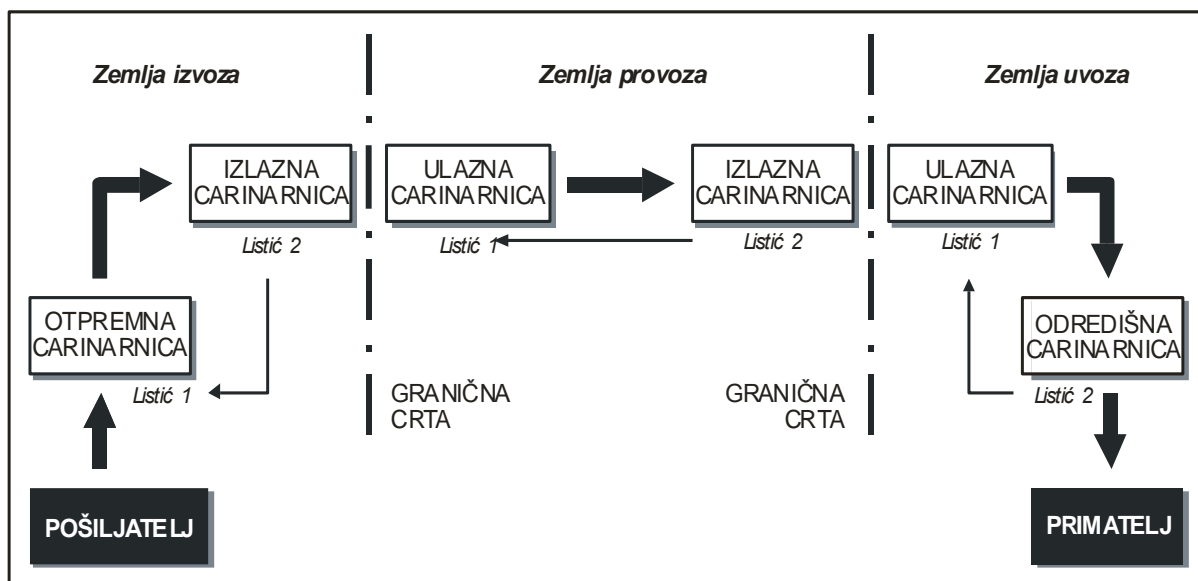 Zemlja izvoza
Zemlja provoza
Zemlja uvoza
IZLAZNA
CARINARNICA
Listić 2
ULAZNA
CARINARNICA
Listić 1
IZLAZNA
CARINARNICA
Listić 2
ULAZNA
CARINARNICA
Listić 1
OTPREMNA
CARINARNICA
Listić 1
ODREDIŠNA
CARINARNICA
Listić 2
GRANIČNA
CRTA
GRANIČNA
CRTA
POŠILJATELJ
PRIMATELJ